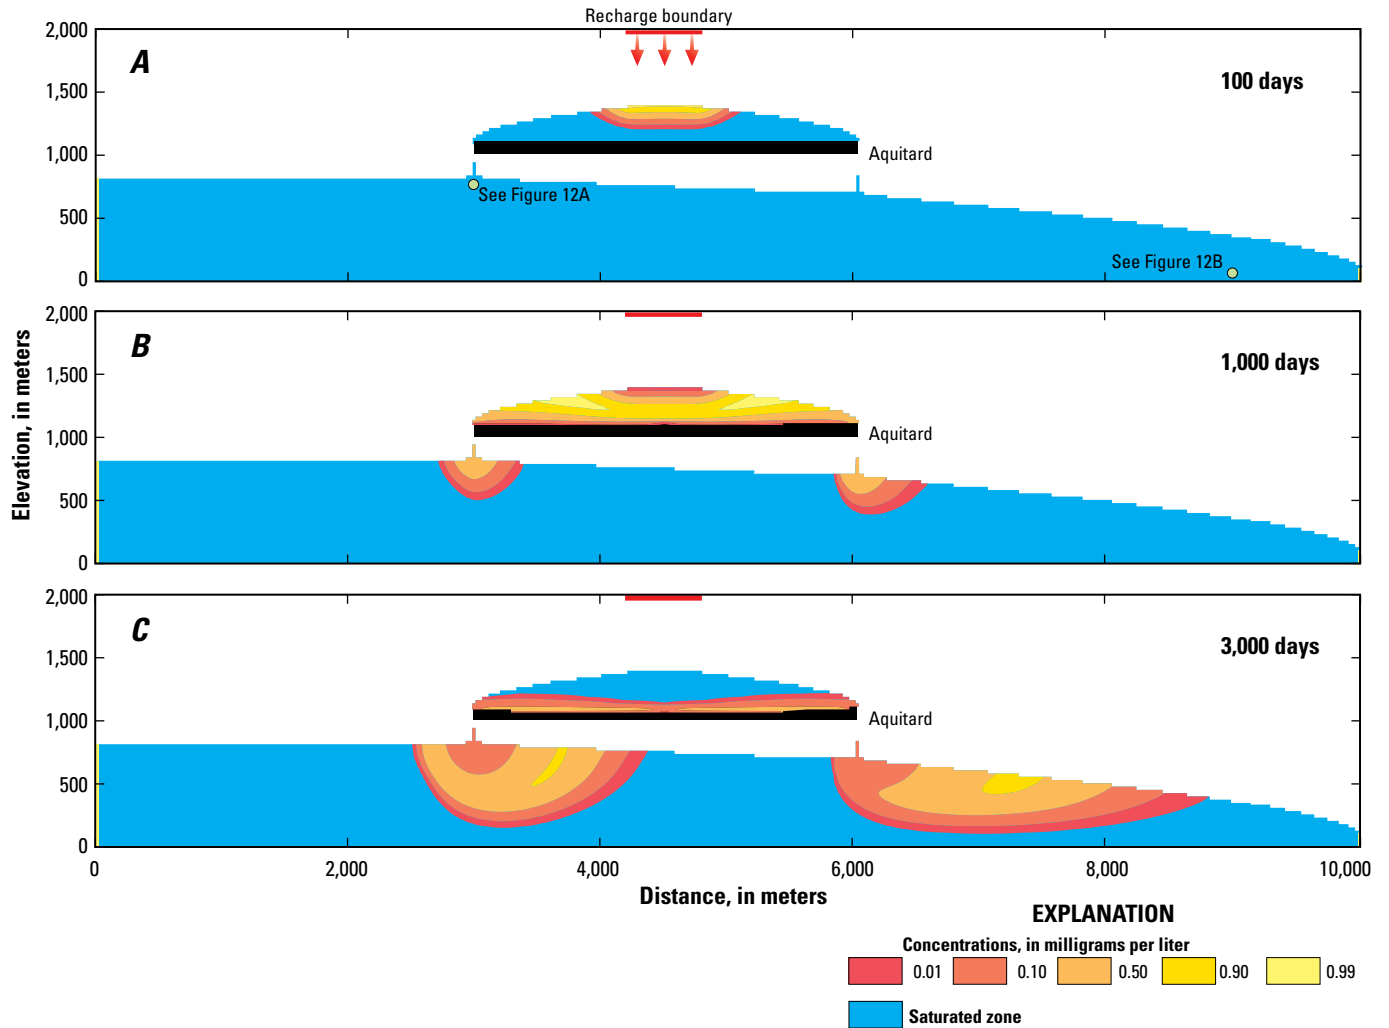 Recharge boundary
2,000
A
100 days
1,500
1,000
Aquitard
See Figure 12A
500
See Figure 12B
0
2,000
B
1,000 days
1,500
1,000
Aquitard
500
0
Elevation, in meters
2,000
C
3,000 days
1,500
1,000
Aquitard
500
0
0 2,000 4,000 6,000 8,000 10,000
Distance, in meters
EXPLANATION
Concentrations, in milligrams per liter
0.01 0.10 0.50 0.90 0.99
Saturated zone